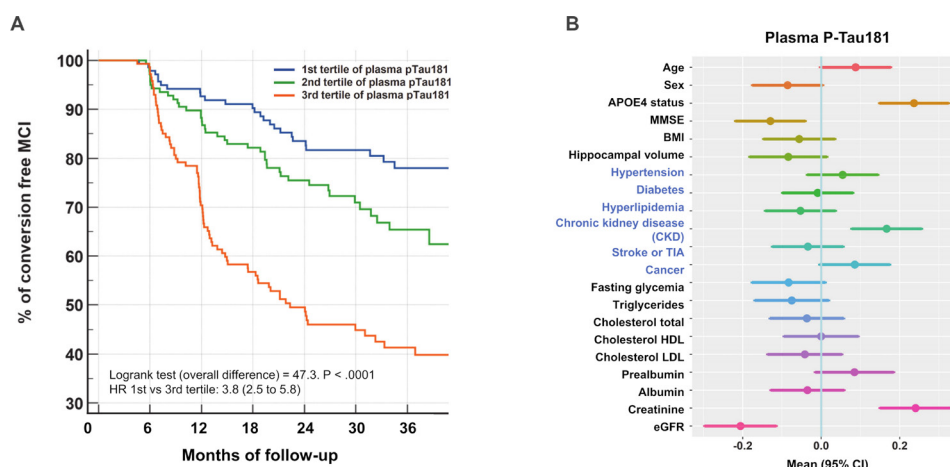 A
% of conversion free MCI
100
90
80
70
60
50
40
30
1st tertile of plasma pTau181
2nd tertile of plasma pTau181
3rd tertile of plasma pTau181
Logrank test (overall difference) = 47.3. P < .0001
HR 1st vs 3rd tertile: 3.8 (2.5 to 5.8)
0 6 12 18 24 30 36
Months of follow-up
B
Plasma P-Tau181
Age
Sex
APOE4 status
MMSE
BMI
Hippocampal volume
Hypertension
Diabetes
Hyperlipidemia
Chronic kidney disease
(CKD)
Stroke or TIA
Cancer
Fasting glycemia
Triglycerides
Cholesterol total
Cholesterol HDL
Cholesterol LDL
Prealbumin
Albumin
Creatinine
eGFR
-0.2 0.0 0.2
Mean (95% CI)